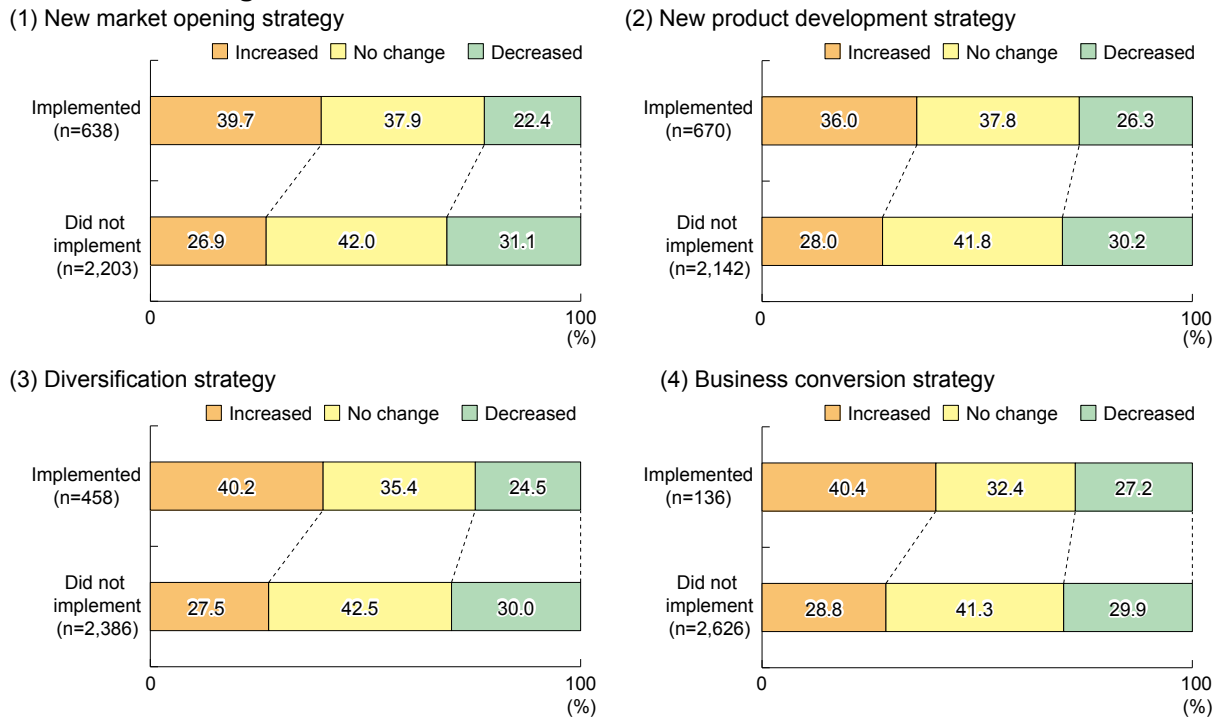 (1) New market opening strategy
Increased No change Decreased
Implemented
(n=638)
39.7 37.9 22.4
Did not
implement
(n=2,203)
26.9 42.0 31.1
0 100
(%)
(2) New product development strategy
Increased No change Decreased
Implemented
(n=670)
36.0 37.8 26.3
Did not
implement
(n=2,142)
28.0 41.8 30.2
0 100
(%)
(3) Diversification strategy
Increased No change Decreased
Implemented
(n=458)
40.2 35.4 24.5
Did not
implement
(n=2,386)
27.5 42.5 30.0
0 100
(%)
(4) Business conversion strategy
Increased No change Decreased
Implemented
(n=136)
40.4 32.4 27.2
Did not
implement
(n=2,626)
28.8 41.3 29.9
0 100
(%)